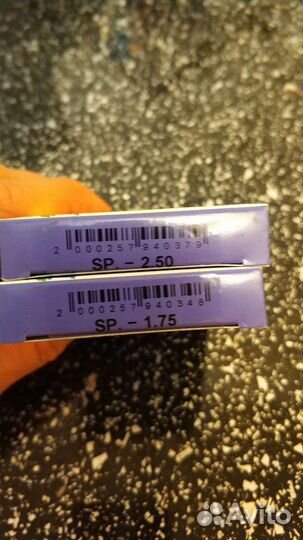 2 000257 940379
SP. - 2.50
2 000257 940348
SP. - 1.75
Avito